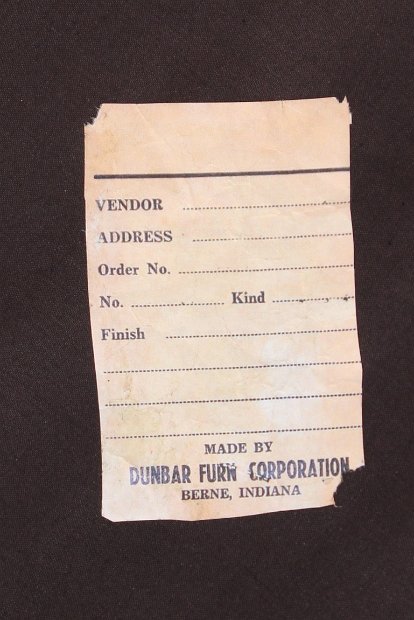 VENDOR
ADDRESS
Order No.
No. Kind
Finish
MADE BY
DUNBAR FURN CORPORATION
BERNE, INDIANA